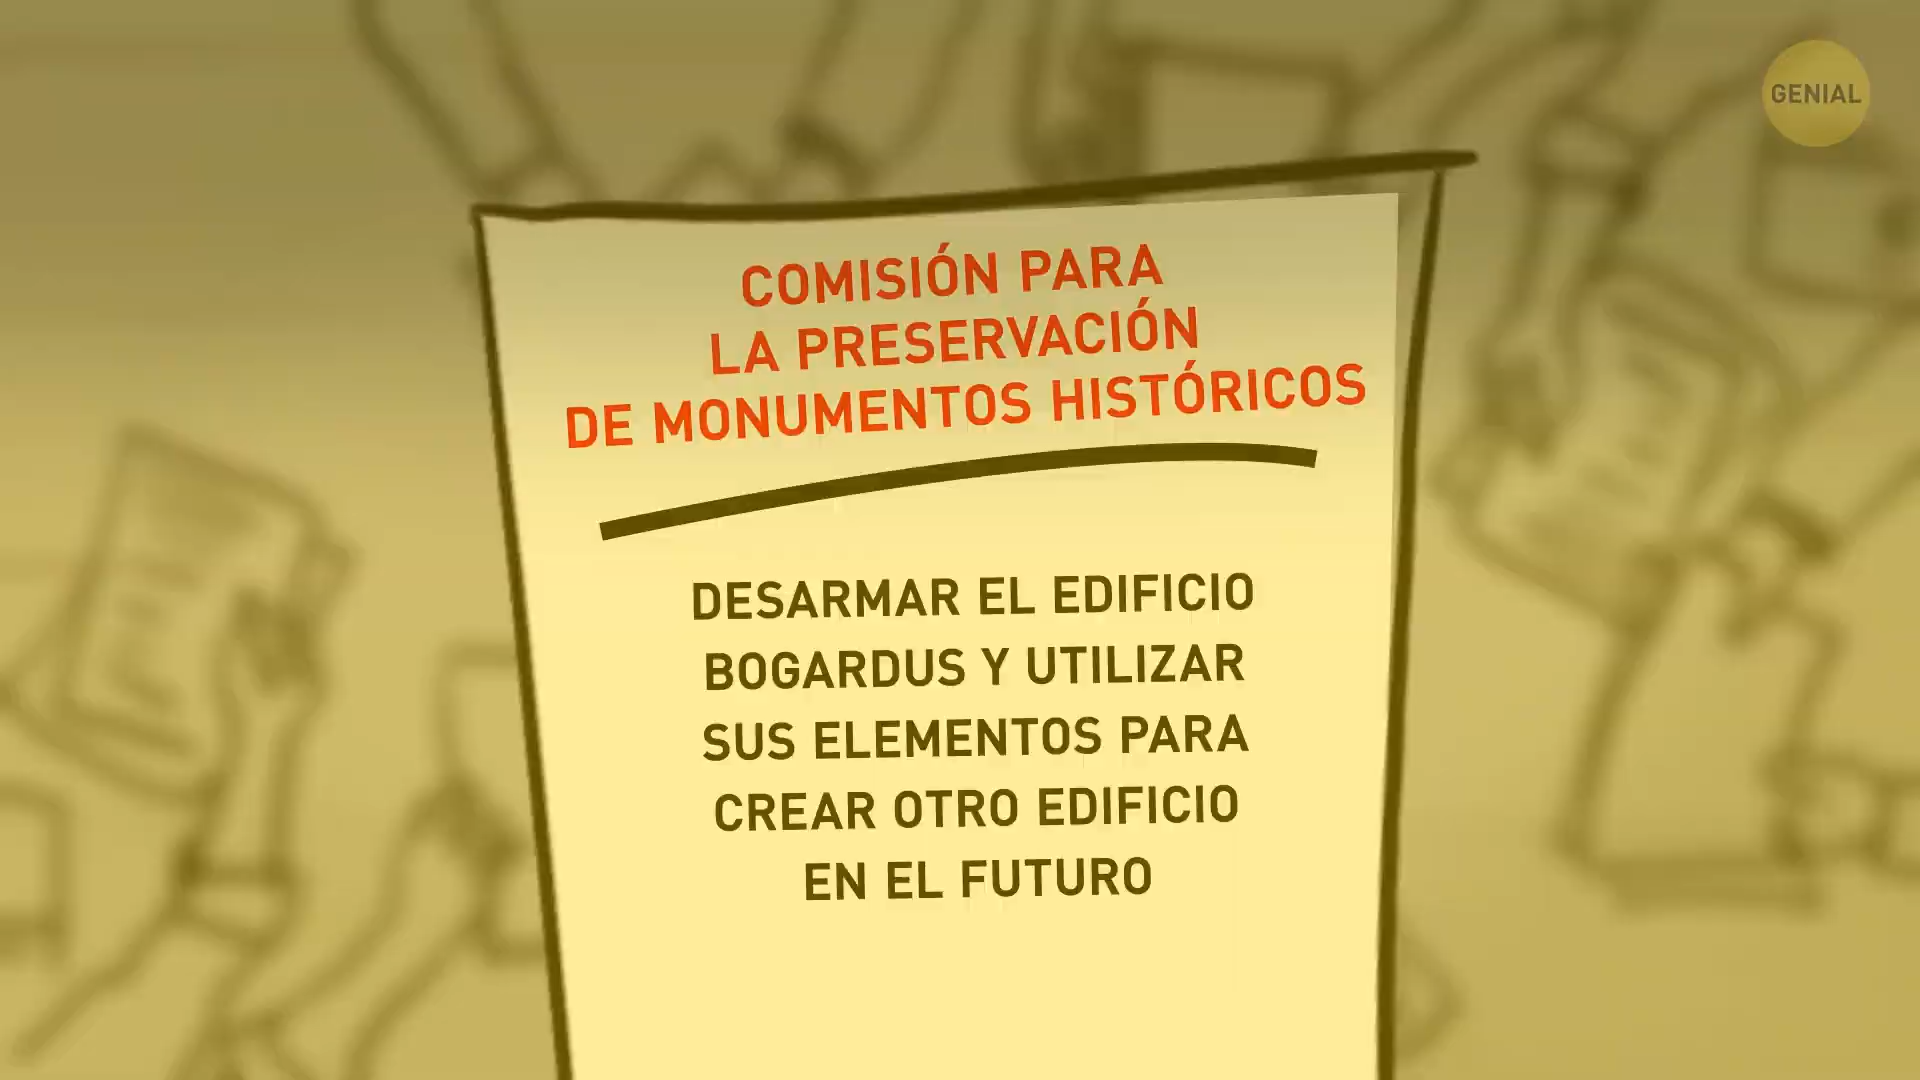 GENIAL
COMISIÓN PARA
LA PRESERVACIÓN
DE MONUMENTOS HISTÓRICOS
DESARMAR EL EDIFICIO
BOGARDUS Y UTILIZAR
SUS ELEMENTOS PARA
CREAR OTRO EDIFICIO
EN EL FUTURO